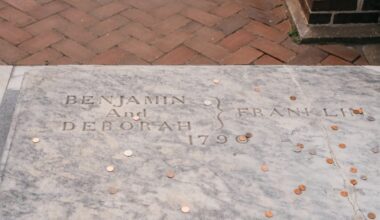 BENJAMIN
And
DEBORAH
FRANKLIN
1790